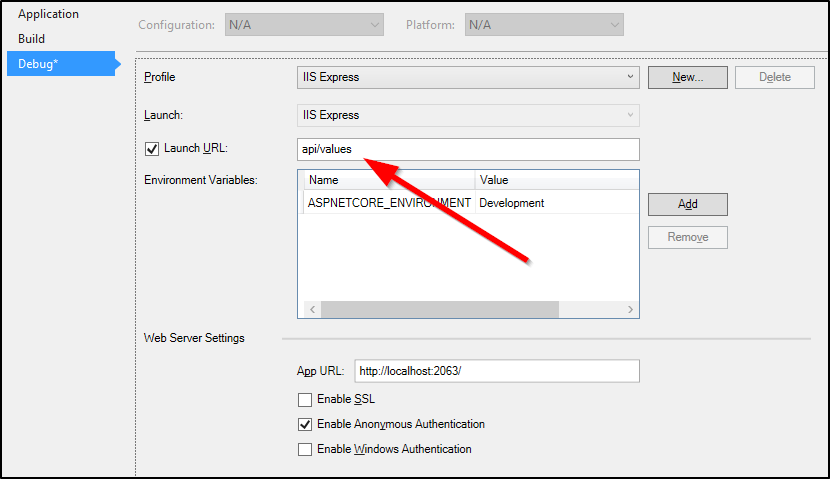 Application
Configuration: N/A Platform: N/A
Build
Debug*
Profile IIS Express New... Delete
Launch: IIS Express
Launch URL: api/values
Environment Variables: Name Value
ASPNETCORE_ENVIRONMENT Development Add
Remove
Web Server Settings
App URL: http://localhost:2063/
Enable SSL
Enable Anonymous Authentication
Enable Windows Authentication